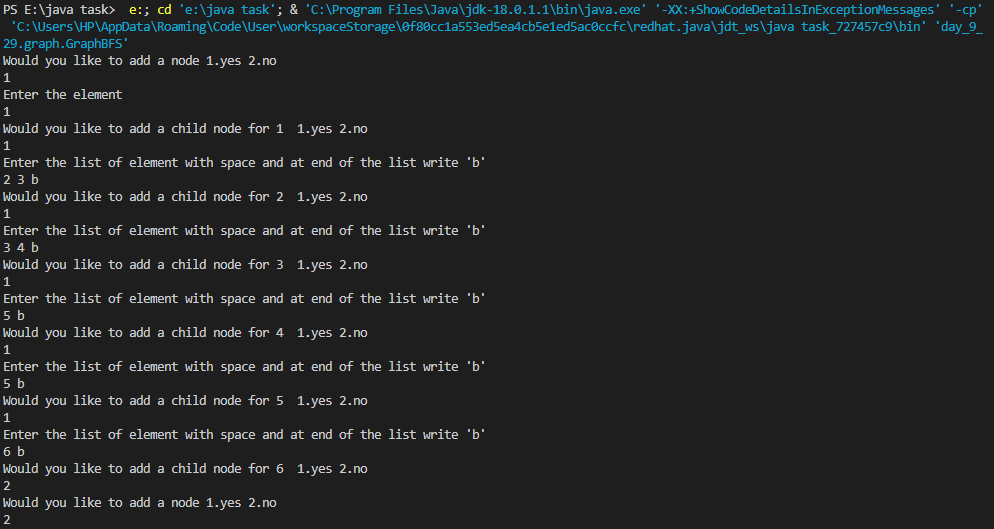 PS E:\java task>  e:; cd 'e:\java task'; & 'C:\Program Files\Java\jdk-18.0.1.1\bin\java.exe' '-XX:+ShowCodeDetailsInExceptionMessages' '-cp'
 'C:\Users\HP\AppData\Roaming\Code\User\workspaceStorage\0f80cc1a553ed5ea4cb5e1ed5ac0ccfc\redhat.java\jdt_ws\java task_727457c9\bin' 'day_9_
29.graph.GraphBFS'
Would you like to add a node 1.yes 2.no
1
Enter the element
1
Would you like to add a child node for 1  1.yes 2.no
1
Enter the list of element with space and at end of the list write 'b'
2 3 b
Would you like to add a child node for 2  1.yes 2.no
1
Enter the list of element with space and at end of the list write 'b'
3 4 b
Would you like to add a child node for 3  1.yes 2.no
1
Enter the list of element with space and at end of the list write 'b'
5 b
Would you like to add a child node for 4  1.yes 2.no
1
Enter the list of element with space and at end of the list write 'b'
5 b
Would you like to add a child node for 5  1.yes 2.no
1
Enter the list of element with space and at end of the list write 'b'
6 b
Would you like to add a child node for 6  1.yes 2.no
2
Would you like to add a node 1.yes 2.no
2